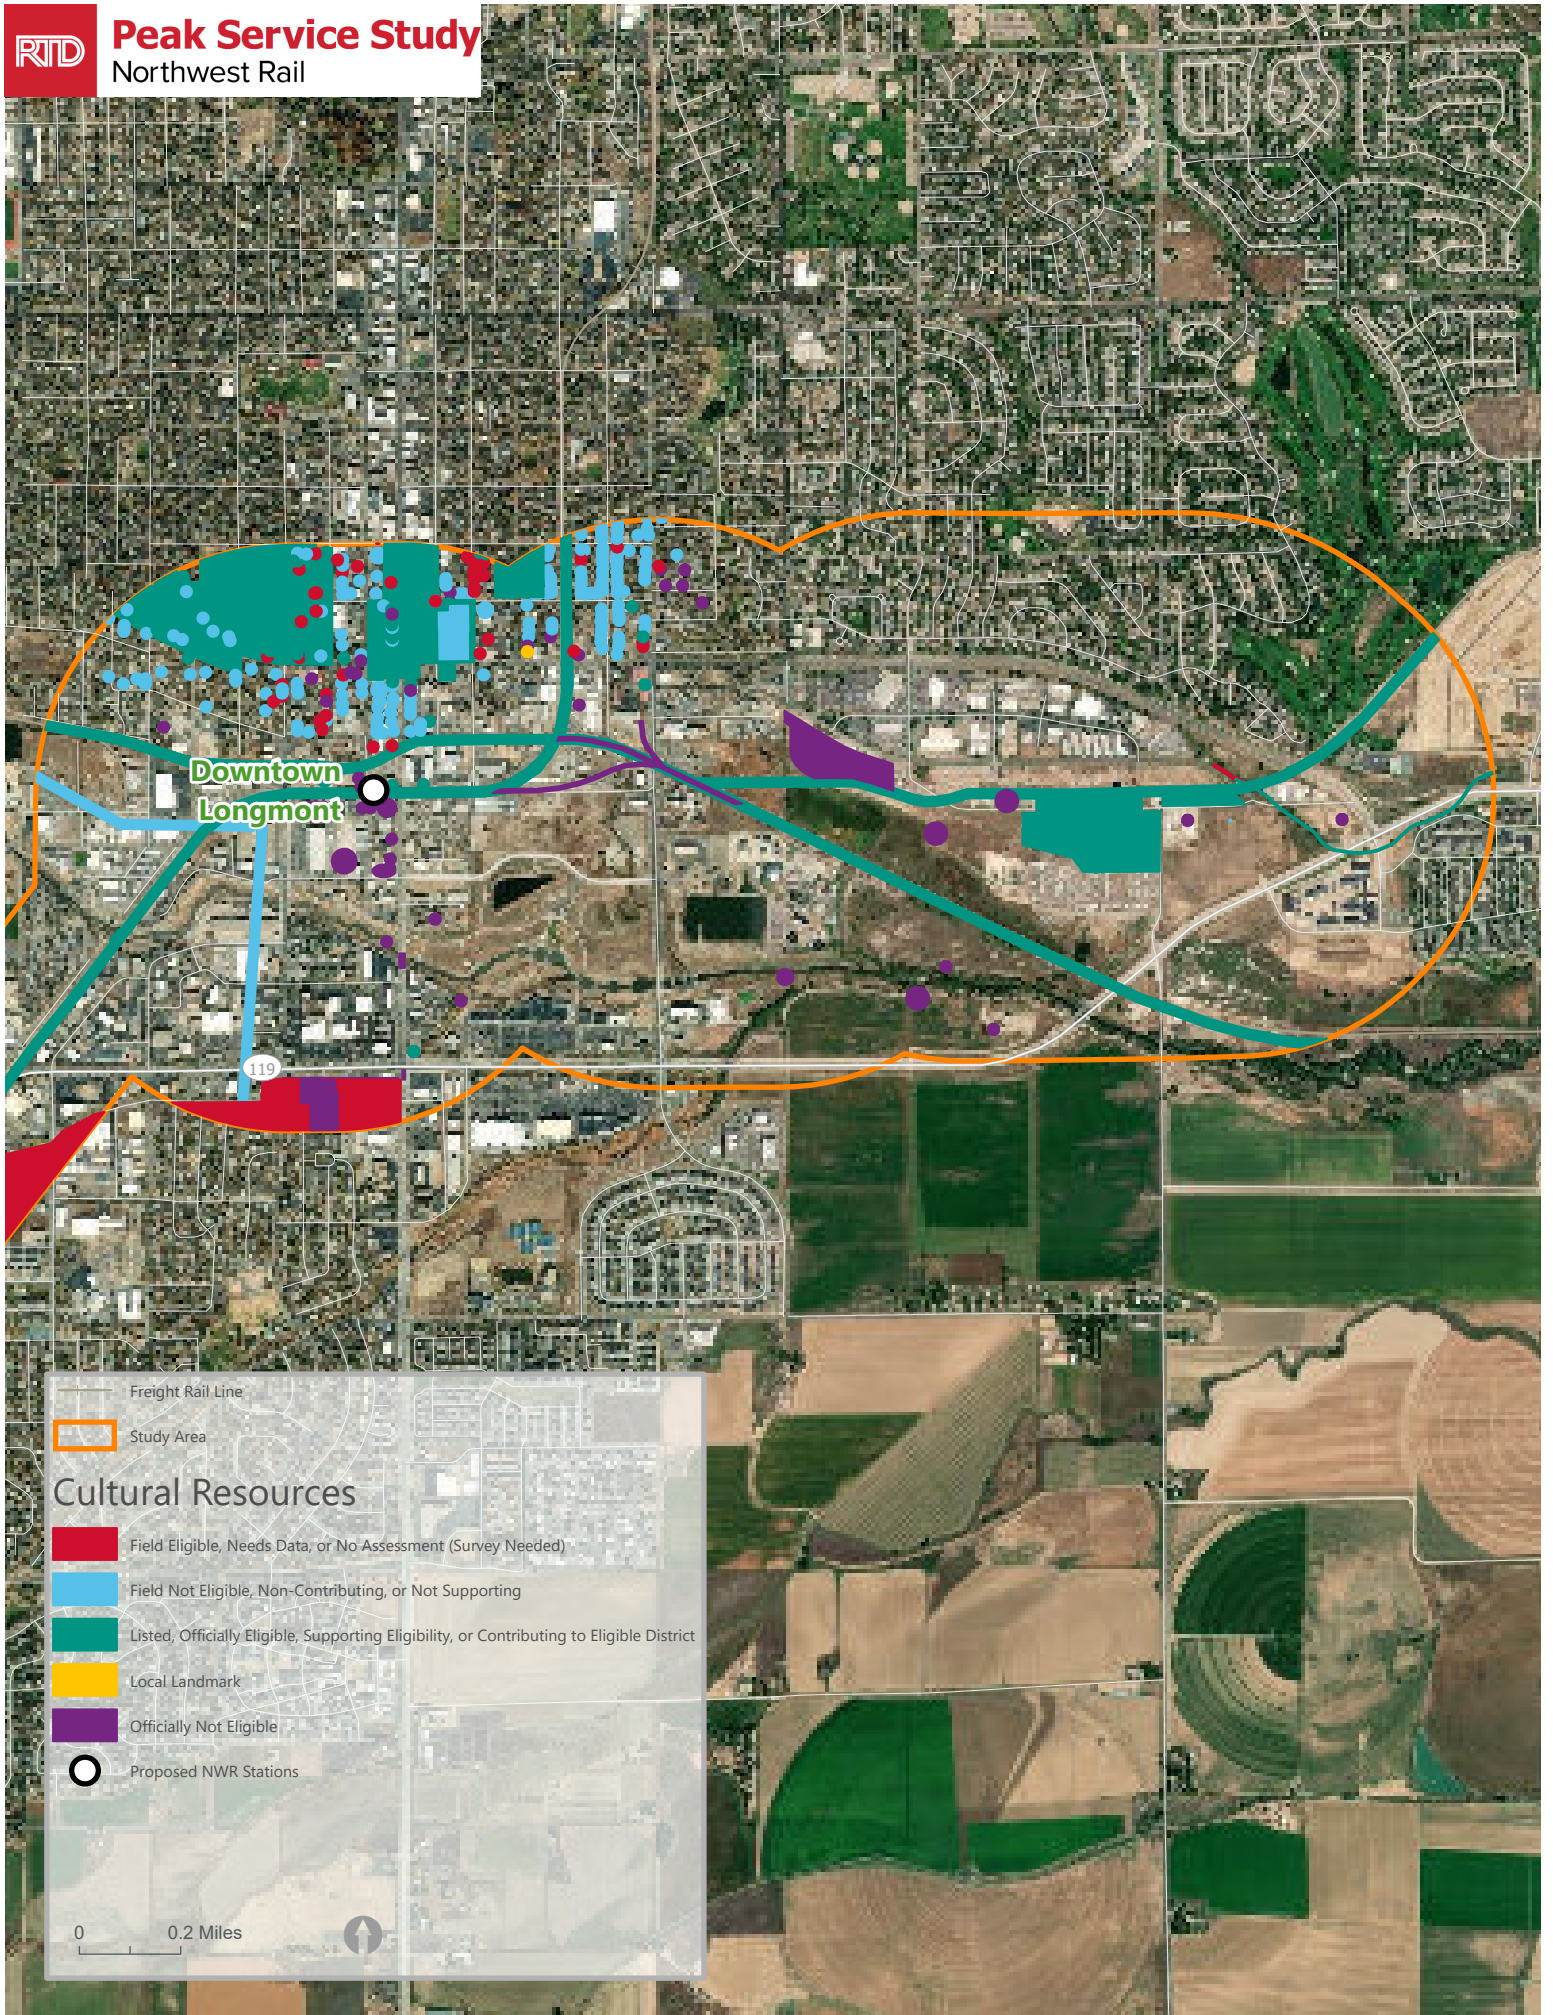 RTD
Peak Service Study
Northwest Rail
Downtown
Longmont
119
Freight Rail Line
Study Area
Cultural Resources
Field Eligible, Needs Data, or No Assessment (Survey Needed)
Field Not Eligible, Non-Contributing, or Not Supporting
Listed, Officially Eligible, Supporting Eligibility, or Contributing to Eligible District
Local Landmark
Officially Not Eligible
Proposed NWR Stations
0 0.2 Miles